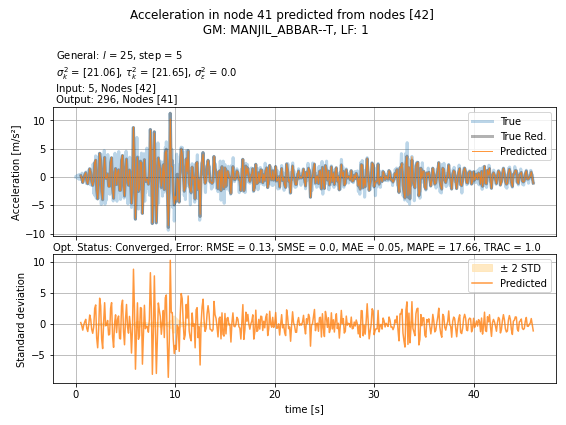 Acceleration in node 41 predicted from nodes [42]
GM: MANJIL_ABBAR--T, LF: 1
General: l = 25, step = 5
σ²ₖ = [21.06], τ²ₖ = [21.65], σ²ε = 0.0
Input: 5, Nodes [42]
Output: 296, Nodes [41]
10
5
0
−5
−10
Acceleration [m/s²]
True
True Red.
Predicted
Opt. Status: Converged, Error: RMSE = 0.13, SMSE = 0.0, MAE = 0.05, MAPE = 17.66, TRAC = 1.0
10
5
0
−5
Standard deviation
± 2 STD
Predicted
0 10 20 30 40
time [s]